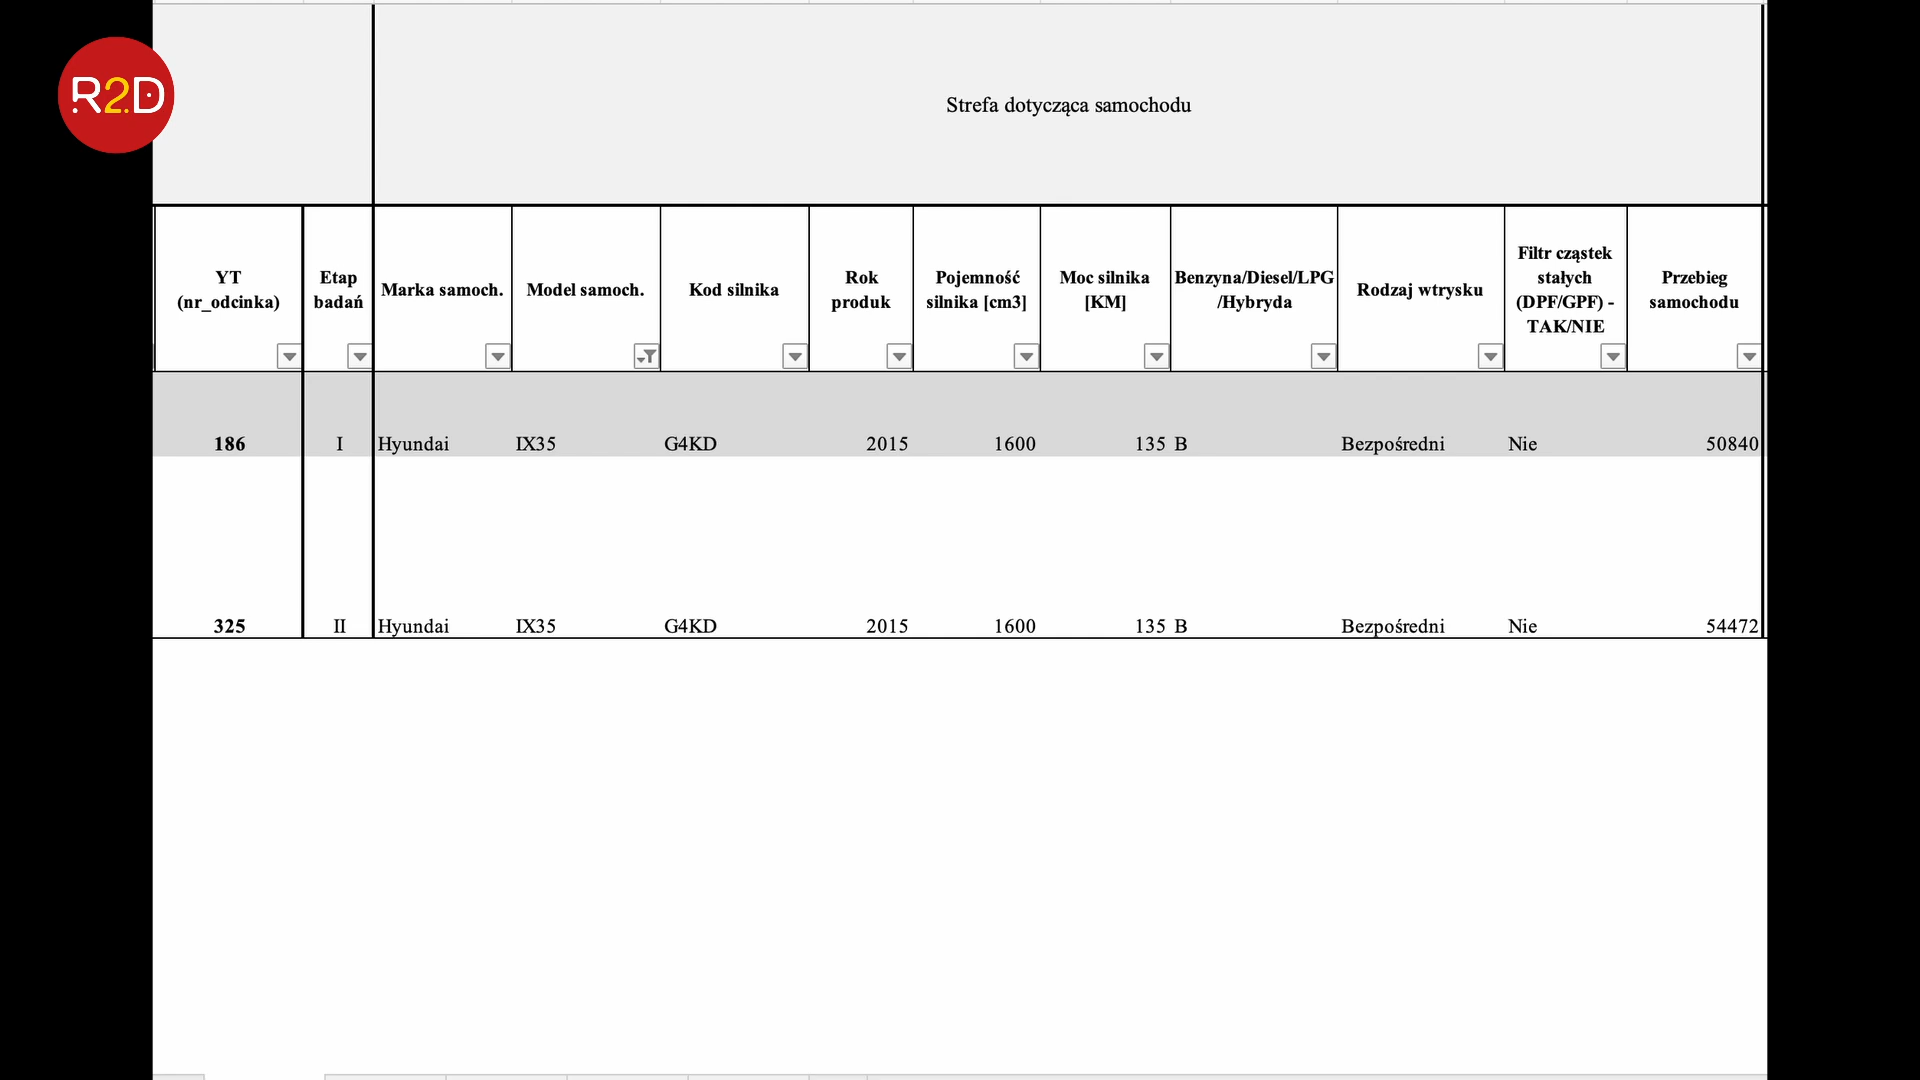 R2D
Strefa dotycząca samochodu
YT
(nr_odcinka)
Etap
badań
Marka samoch.
Model samoch.
Kod silnika
Rok
produk
Pojemność
silnika [cm3]
Moc silnika
[KM]
Benzyna/Diesel/LPG
/Hybryda
Rodzaj wtrysku
Filtr cząstek
stałych
(DPF/GPF) -
TAK/NIE
Przebieg
samochodu
186 I Hyundai IX35 G4KD 2015 1600 135 B Bezpośredni Nie 50840
325 II Hyundai IX35 G4KD 2015 1600 135 B Bezpośredni Nie 54472